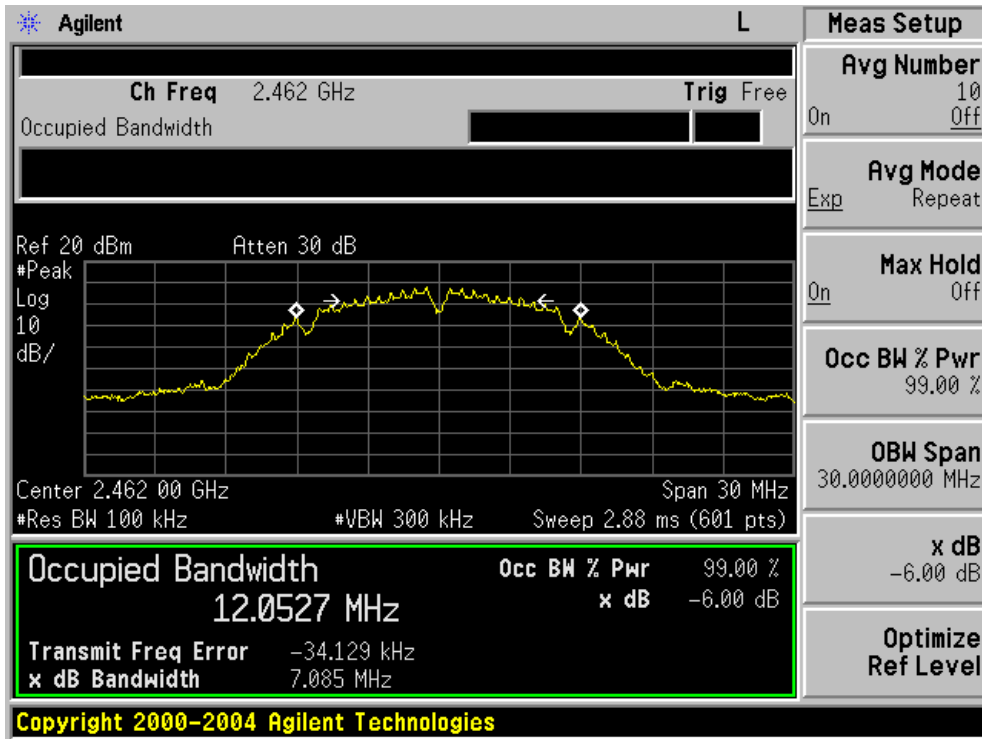 Agilent L
Ch Freq 2.462 GHz Trig Free
Occupied Bandwidth
Ref 20 dBm Atten 30 dB
#Peak
Log
10
dB/
Center 2.462 00 GHz Span 30 MHz
#Res BW 100 kHz #VBW 300 kHz Sweep 2.88 ms (601 pts)
Occupied Bandwidth Occ BW % Pwr 99.00 %
12.0527 MHz x dB -6.00 dB
Transmit Freq Error -34.129 kHz
x dB Bandwidth 7.085 MHz
Copyright 2000-2004 Agilent Technologies
Meas Setup
Avg Number
10
On Off
Avg Mode
Exp Repeat
Max Hold
On Off
Occ BW % Pwr
99.00 %
OBW Span
30.0000000 MHz
x dB
-6.00 dB
Optimize
Ref Level